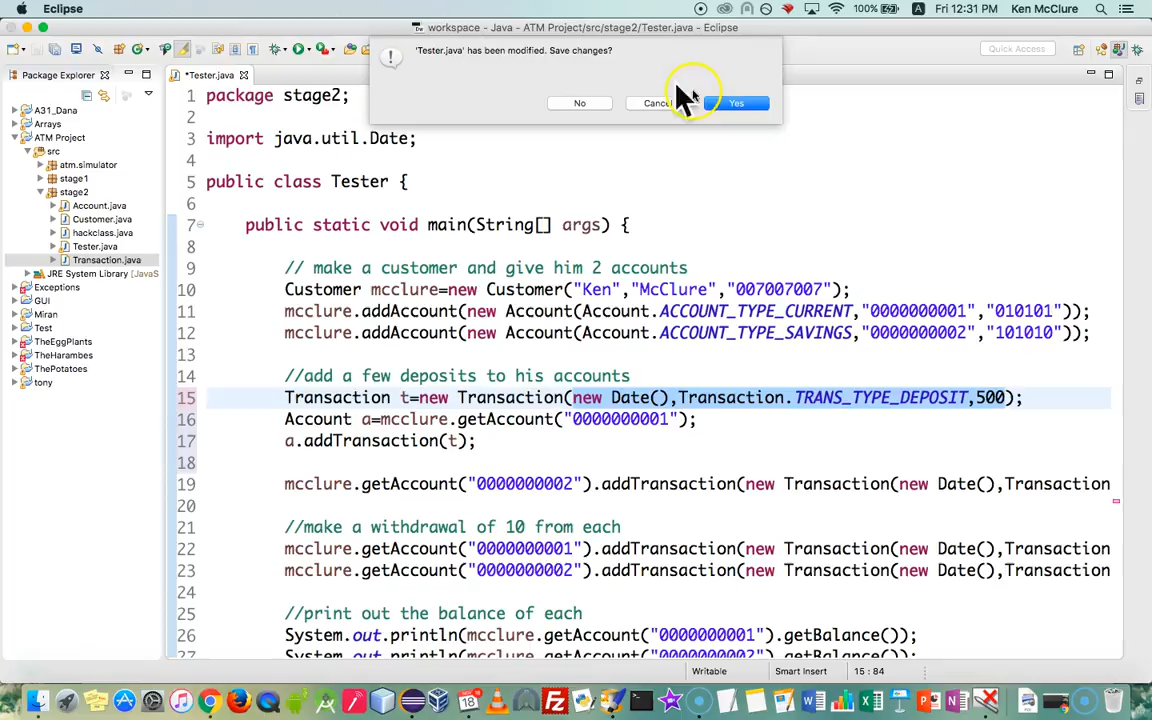 Eclipse
100%
Fri 12:31 PM
Ken McClure
workspace - Java - ATM Project/src/stage2/Tester.java - Eclipse
'Tester.java' has been modified. Save changes?
No
Cancel
Yes
Quick Access
Package Explorer
*Tester.java
A31_Dana
Arrays
ATM Project
src
atm.simulator
stage1
stage2
Account.java
Customer.java
hackclass.java
Tester.java
Transaction.java
JRE System Library [JavaS
Exceptions
GUI
Miran
Test
TheEggPlants
TheHarambes
ThePotatoes
tony
1 package stage2;
2
3 import java.util.Date;
4
5 public class Tester {
6
7 public static void main(String[] args) {
8
9 // make a customer and give him 2 accounts
10 Customer mcclure=new Customer("Ken","McClure","007007007");
11 mcclure.addAccount(new Account(Account.ACCOUNT_TYPE_CURRENT,"0000000001","010101"));
12 mcclure.addAccount(new Account(Account.ACCOUNT_TYPE_SAVINGS,"0000000002","101010"));
13
14 //add a few deposits to his accounts
15 Transaction t=new Transaction(new Date(),Transaction.TRANS_TYPE_DEPOSIT,500);
16 Account a=mcclure.getAccount("0000000001");
17 a.addTransaction(t);
18
19 mcclure.getAccount("0000000002").addTransaction(new Transaction(new Date(),Transaction
20
21 //make a withdrawal of 10 from each
22 mcclure.getAccount("0000000001").addTransaction(new Transaction(new Date(),Transaction
23 mcclure.getAccount("0000000002").addTransaction(new Transaction(new Date(),Transaction
24
25 //print out the balance of each
26 System.out.println(mcclure.getAccount("0000000001").getBalance());
System.out.println(mcclure.getAccount("0000000002").getBalance());
Writable
Smart Insert
15 : 84
18